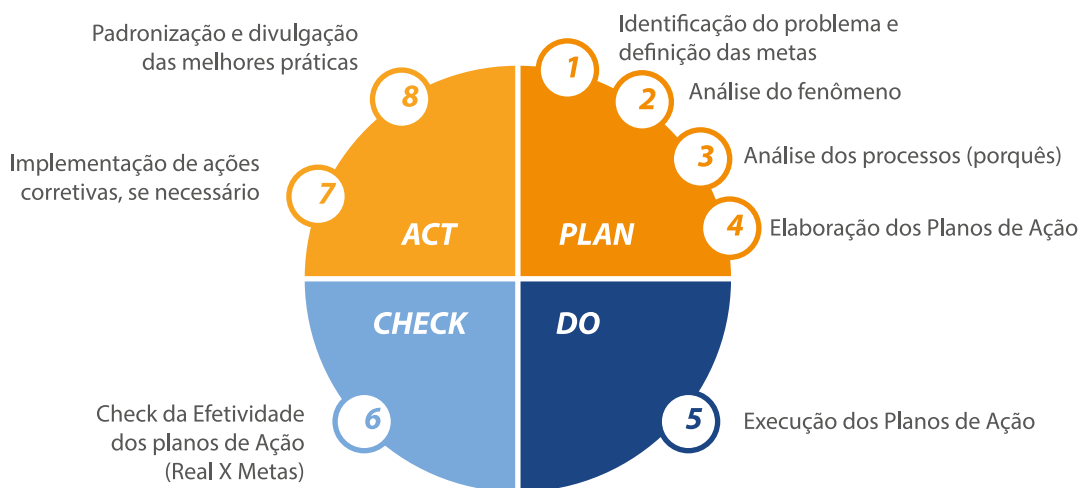 1
Identificação do problema e
definição das metas
2
Análise do fenômeno
3
Análise dos processos (porquês)
4
Elaboração dos Planos de Ação
PLAN
DO
5
Execução dos Planos de Ação
CHECK
6
Check da Efetividade
dos planos de Ação
(Real X Metas)
ACT
7
Implementação de ações
corretivas, se necessário
8
Padronização e divulgação
das melhores práticas